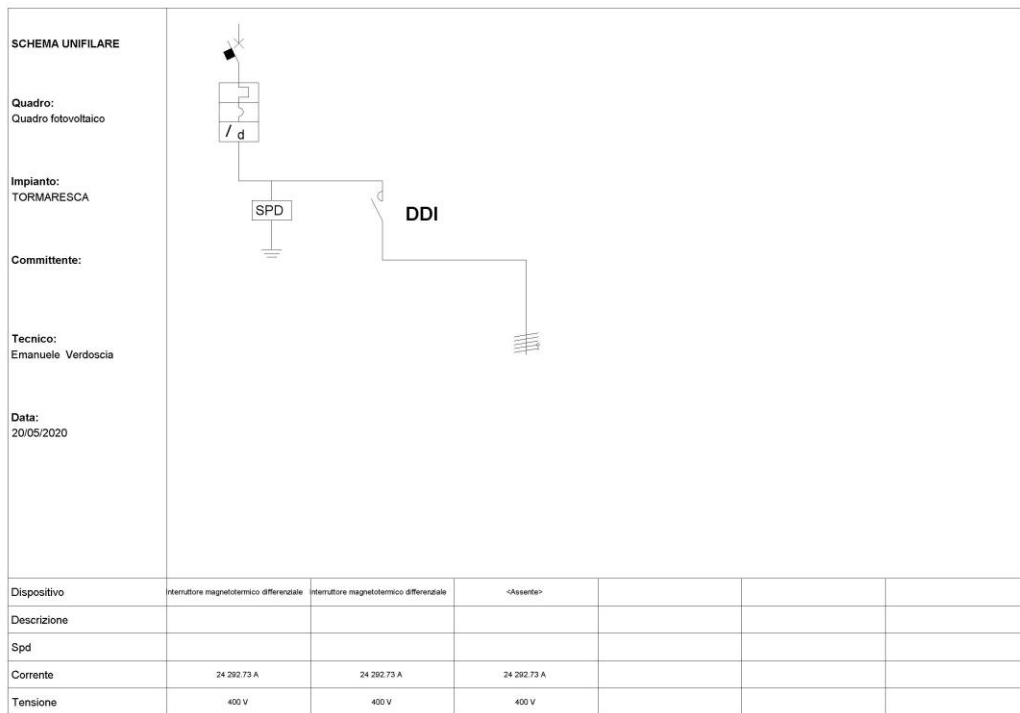 SCHEMA UNIFILARE
Quadro:
Quadro fotovoltaico
Impianto:
TORMARESCA
Committente:
Tecnico:
Emanuele Verdoscia
Data:
20/05/2020
/ d
SPD
DDI
Dispositivo
Interruttore magnetotermico differenziale
Interruttore magnetotermico differenziale
<Assente>
Descrizione
Spd
Corrente
24 292.73 A
24 292.73 A
24 292.73 A
Tensione
400 V
400 V
400 V